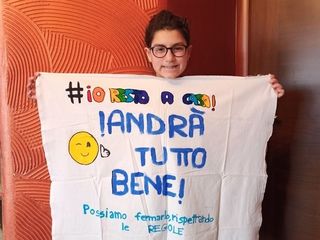 #iO RESTO A CASA!
!ANDRÀ
TUTTO
BENE!
Possiamo fermarlo, rispettando
le REGOLE